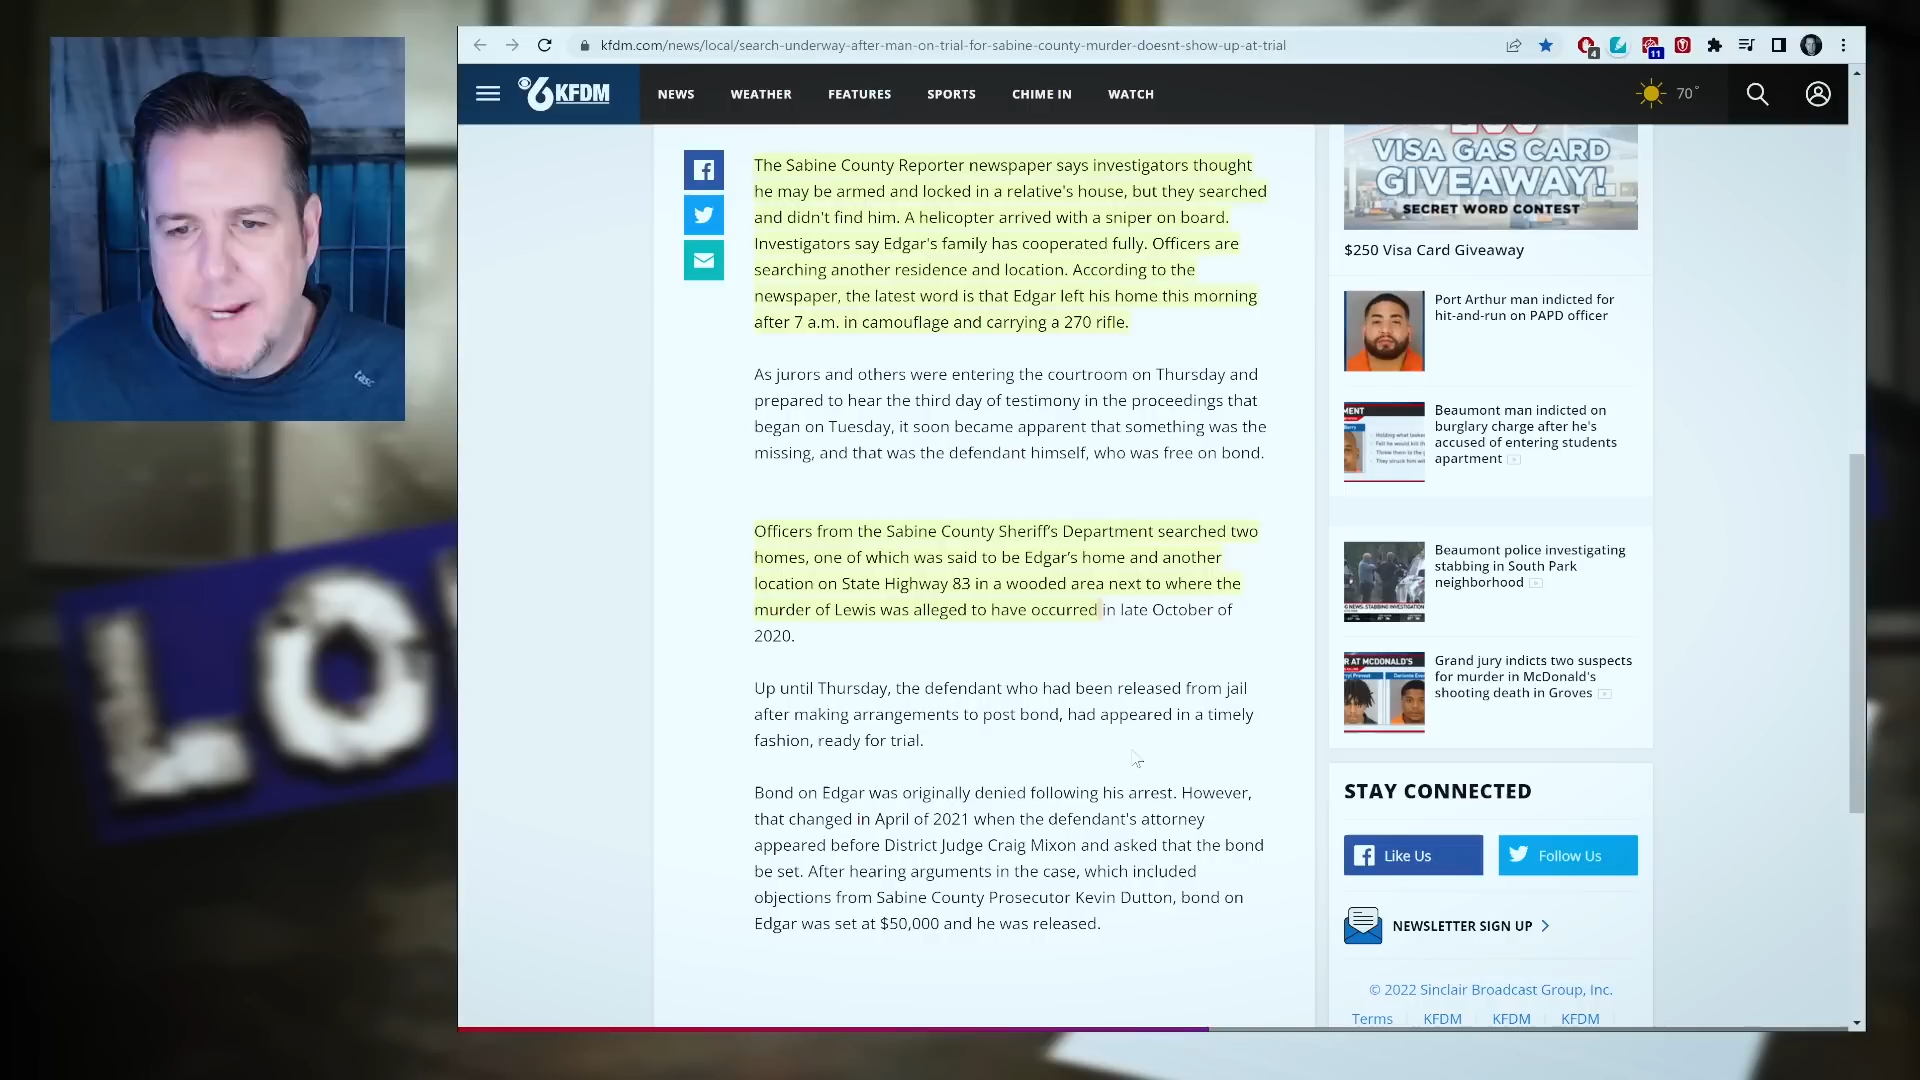 kfdm.com/news/local/search-underway-after-man-on-trial-for-sabine-county-murder-doesnt-show-up-at-trial
4
11
6 KFDM
NEWS
WEATHER
FEATURES
SPORTS
CHIME IN
WATCH
70°
The Sabine County Reporter newspaper says investigators thought
he may be armed and locked in a relative's house, but they searched
and didn't find him. A helicopter arrived with a sniper on board.
Investigators say Edgar's family has cooperated fully. Officers are
searching another residence and location. According to the
newspaper, the latest word is that Edgar left his home this morning
after 7 a.m. in camouflage and carrying a 270 rifle.
As jurors and others were entering the courtroom on Thursday and
prepared to hear the third day of testimony in the proceedings that
began on Tuesday, it soon became apparent that something was the
missing, and that was the defendant himself, who was free on bond.
Officers from the Sabine County Sheriff’s Department searched two
homes, one of which was said to be Edgar’s home and another
location on State Highway 83 in a wooded area next to where the
murder of Lewis was alleged to have occurred in late October of
2020.
Up until Thursday, the defendant who had been released from jail
after making arrangements to post bond, had appeared in a timely
fashion, ready for trial.
Bond on Edgar was originally denied following his arrest. However,
that changed in April of 2021 when the defendant's attorney
appeared before District Judge Craig Mixon and asked that the bond
be set. After hearing arguments in the case, which included
objections from Sabine County Prosecutor Kevin Dutton, bond on
Edgar was set at $50,000 and he was released.
VISA GAS CARD
GIVEAWAY!
SECRET WORD CONTEST
$250 Visa Card Giveaway
Port Arthur man indicted for
hit-and-run on PAPD officer
Beaumont man indicted on
burglary charge after he's
accused of entering students
apartment
Beaumont police investigating
stabbing in South Park
neighborhood
R AT MCDONALD'S
Grand jury indicts two suspects
for murder in McDonald's
shooting death in Groves
STAY CONNECTED
Like Us
Follow Us
NEWSLETTER SIGN UP
© 2022 Sinclair Broadcast Group, Inc.
Terms
KFDM
KFDM
KFDM
tasc
LO